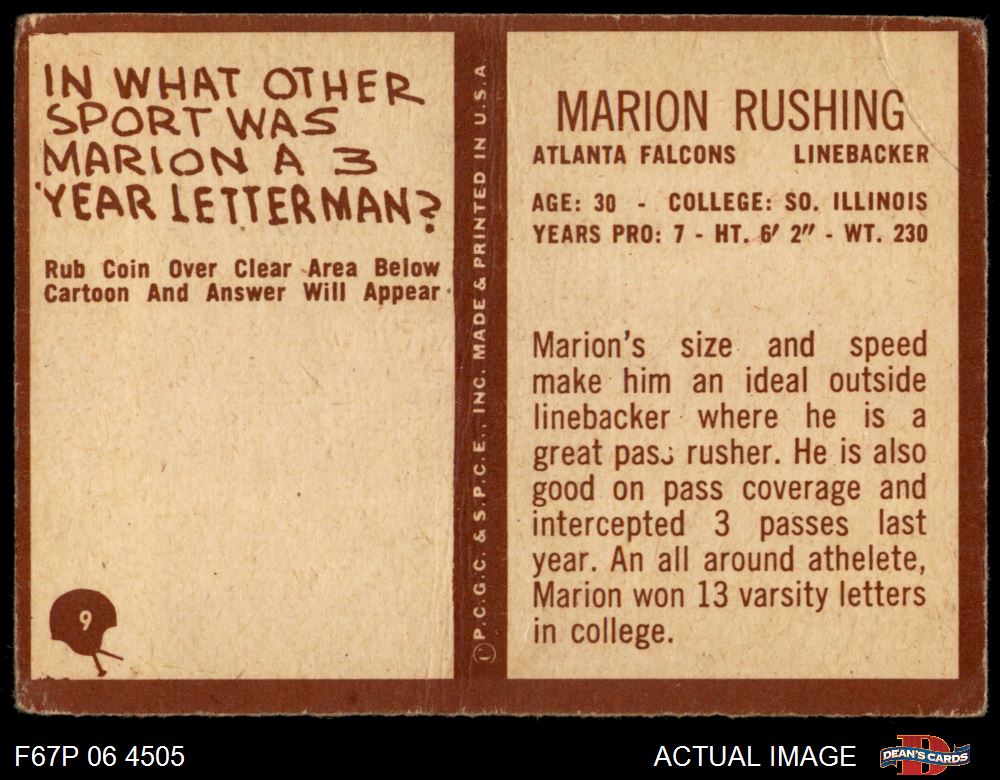 IN WHAT OTHER
SPORT WAS
MARION A 3
YEAR LETTERMAN?
Rub Coin Over Clear Area Below
Cartoon And Answer Will Appear
9
© P.C.G.C. & S.P.C.E., INC. MADE & PRINTED IN U.S.A
MARION RUSHING
ATLANTA FALCONS LINEBACKER
AGE: 30 - COLLEGE: SO. ILLINOIS
YEARS PRO: 7 - HT. 6' 2" - WT. 230
Marion's size and speed
make him an ideal outside
linebacker where he is a
great pass rusher. He is also
good on pass coverage and
intercepted 3 passes last
year. An all around athelete,
Marion won 13 varsity letters
in college.
F67P 06 4505
ACTUAL IMAGE
DEAN'S CARDS